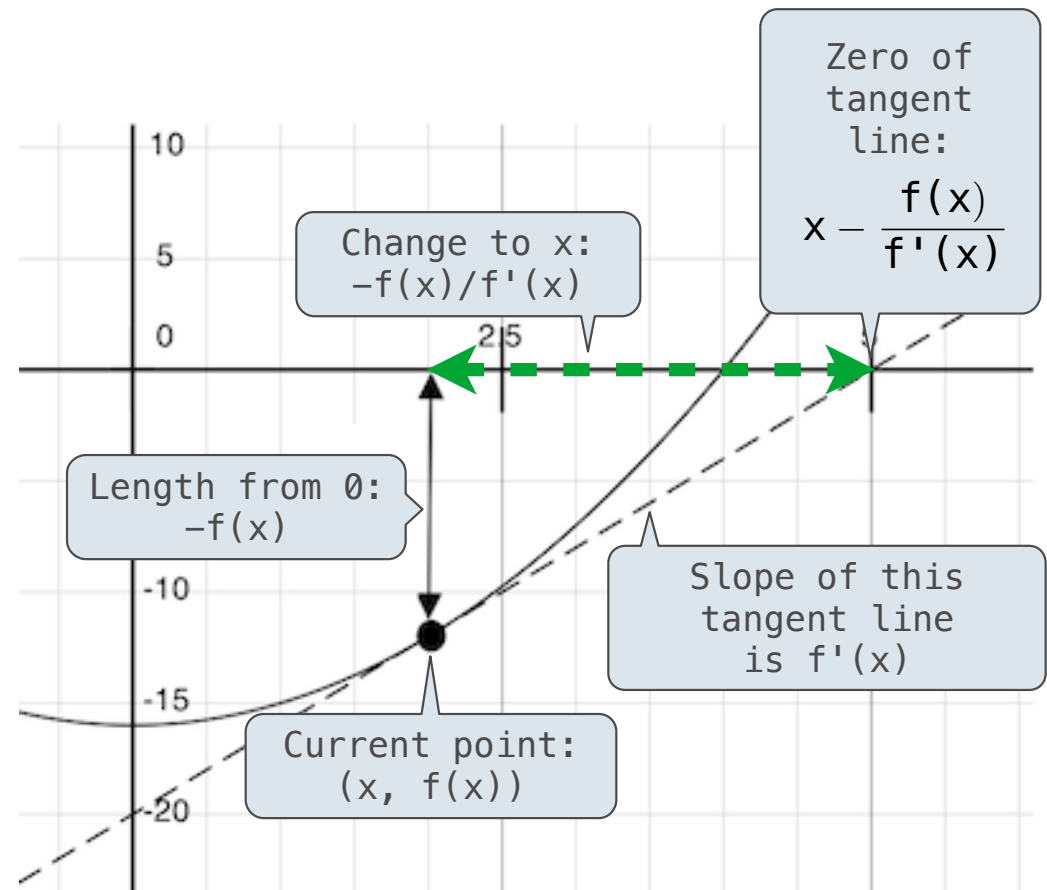 Zero of
tangent
line:
x − f(x)/f'(x)
10
Change to x:
−f(x)/f'(x)
5
0
2.5
Length from 0:
−f(x)
-10
Slope of this
tangent line
is f'(x)
-15
Current point:
(x, f(x))
-20